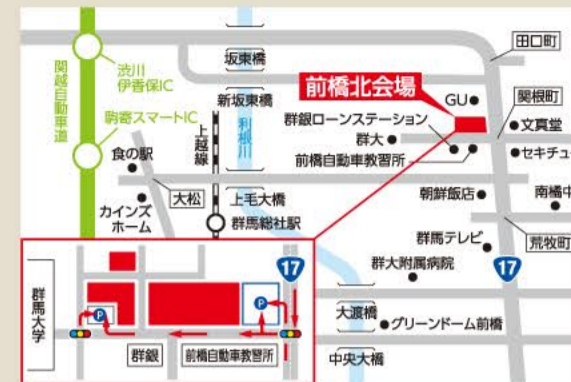 田口町
坂東橋
渋川
伊香保IC
関越自動車道
前橋北会場
GU
関根町
新坂東橋
駒寄スマートIC
上越線
利根川
群銀ローンステーション
文真堂
群大
食の駅
前橋自動車教習所
セキチュ
大松
上毛大橋
朝鮮飯店
南橘中
カインズ
ホーム
群馬総社駅
群馬テレビ
荒牧町
17
群大附属病院
17
群馬大学
P
P
大渡橋
グリーンドーム前橋
群銀
前橋自動車教習所
中央大橋